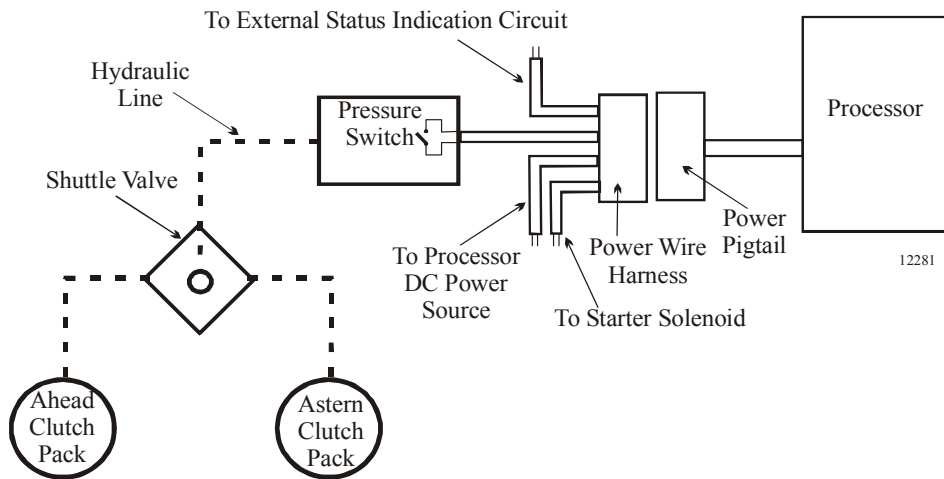 To External Status Indication Circuit
Hydraulic
Line
Pressure
Switch
Processor
Shuttle Valve
Power
Pigtail
To Processor
DC Power
Source
Power Wire
Harness
12281
To Starter Solenoid
Ahead
Clutch
Pack
Astern
Clutch
Pack